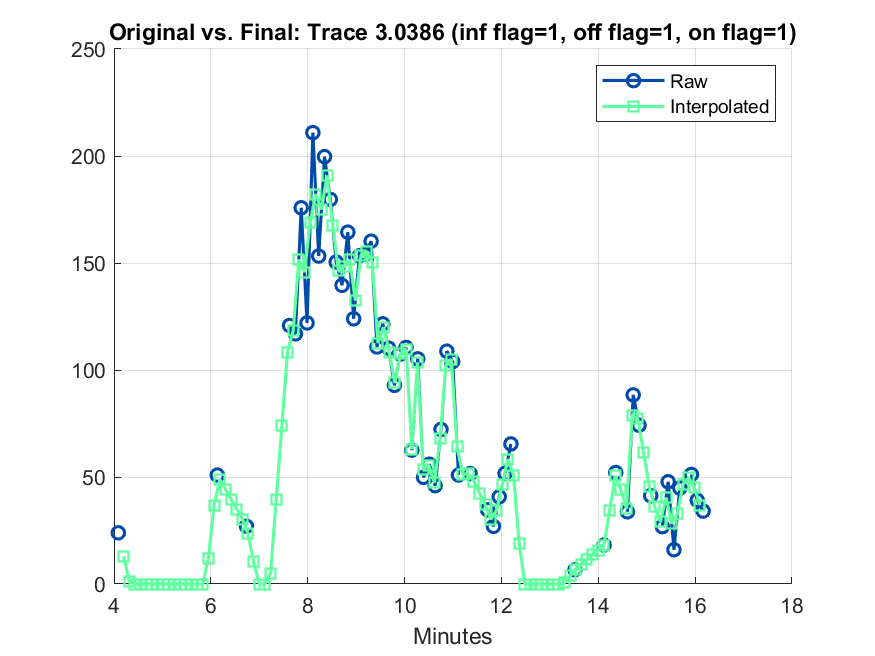 Original vs. Final: Trace 3.0386 (inf flag=1, off flag=1, on flag=1)
250
200
150
100
50
0
Raw
Interpolated
4 6 8 10 12 14 16 18
Minutes